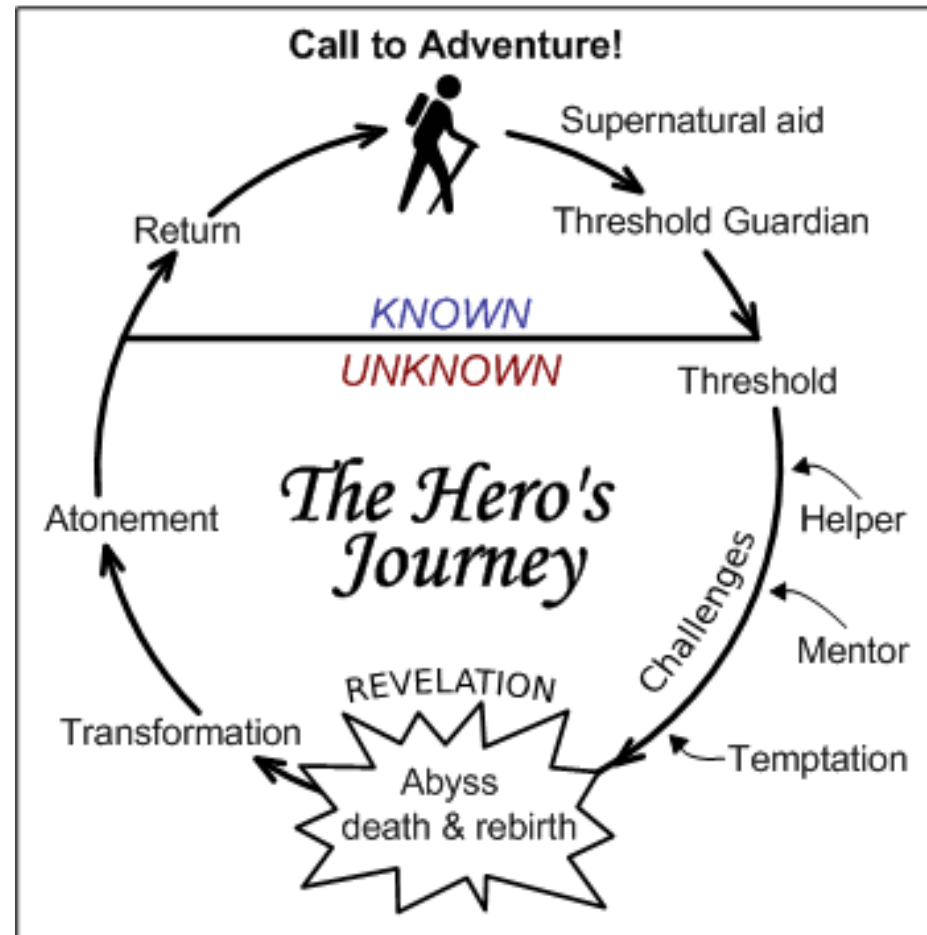 Call to Adventure!
Supernatural aid
Threshold Guardian
Return
KNOWN
UNKNOWN
Threshold
The Hero's
Journey
Helper
Atonement
Challenges
Mentor
REVELATION
Transformation
Temptation
Abyss
death & rebirth